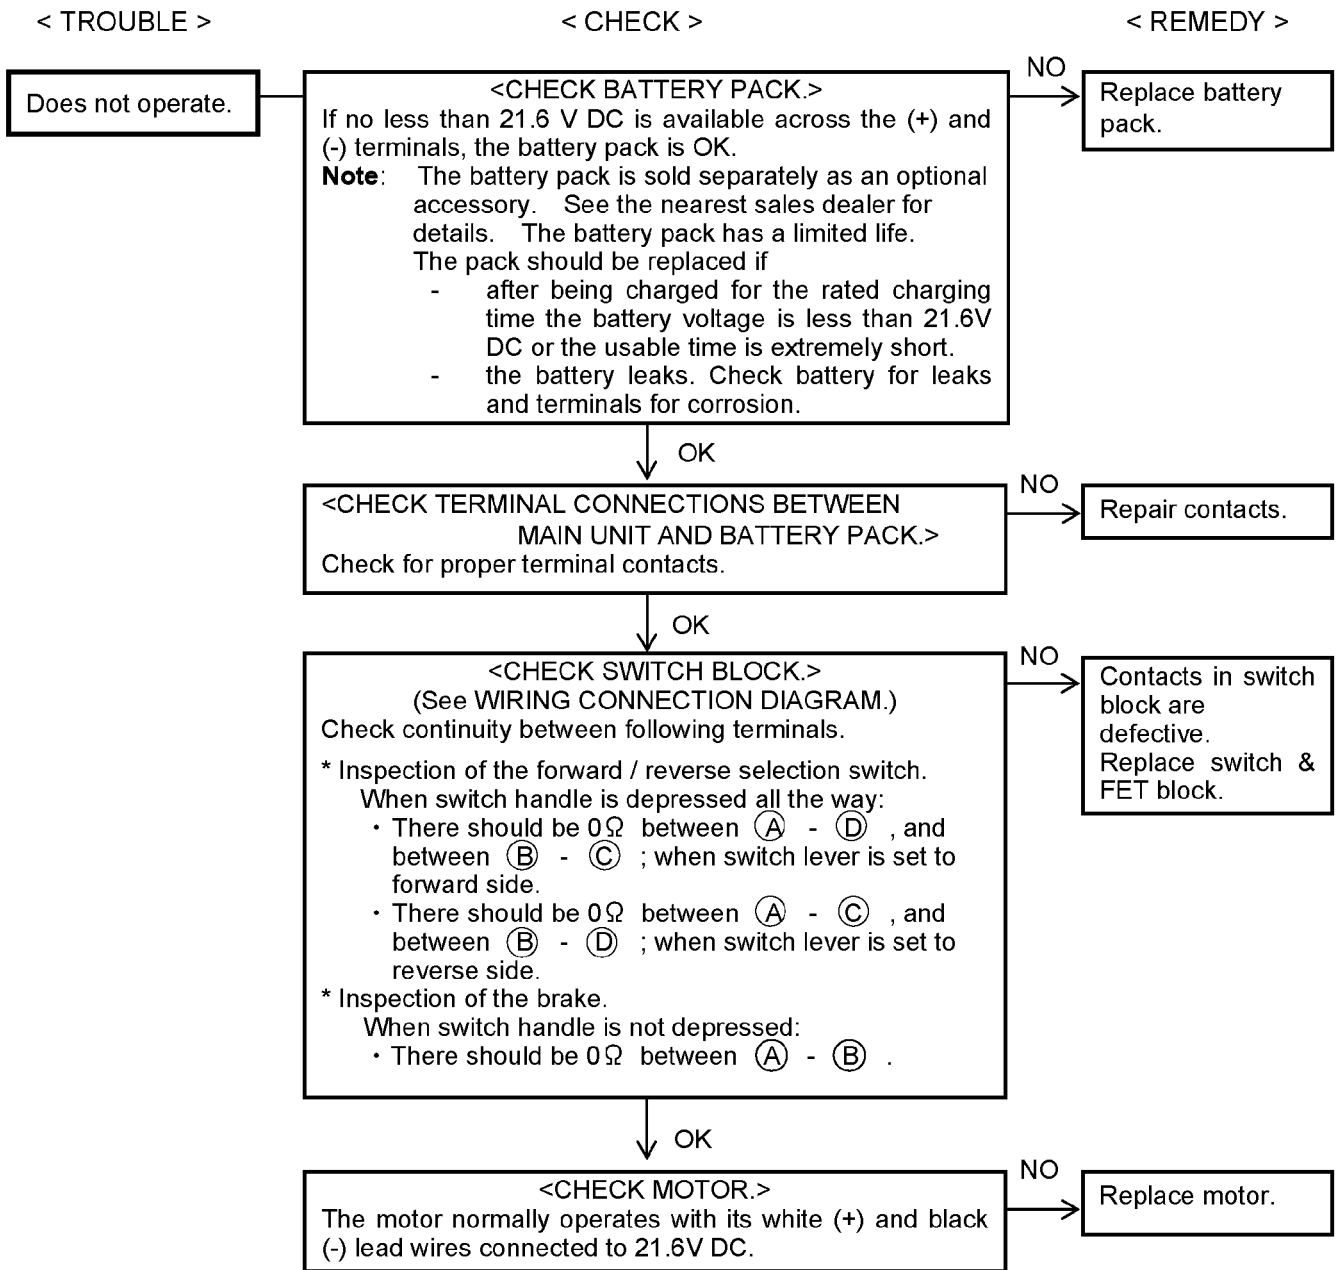 < TROUBLE >
< CHECK >
< REMEDY >
Does not operate.
<CHECK BATTERY PACK.>
If no less than 21.6 V DC is available across the (+) and
(-) terminals, the battery pack is OK.
Note: The battery pack is sold separately as an optional
accessory. See the nearest sales dealer for
details. The battery pack has a limited life.
The pack should be replaced if
- after being charged for the rated charging
time the battery voltage is less than 21.6V
DC or the usable time is extremely short.
- the battery leaks. Check battery for leaks
and terminals for corrosion.
NO
Replace battery
pack.
OK
<CHECK TERMINAL CONNECTIONS BETWEEN
MAIN UNIT AND BATTERY PACK.>
Check for proper terminal contacts.
NO
Repair contacts.
OK
<CHECK SWITCH BLOCK.>
(See WIRING CONNECTION DIAGRAM.)
Check continuity between following terminals.
* Inspection of the forward / reverse selection switch.
When switch handle is depressed all the way:
・There should be 0Ω between Ⓐ - Ⓓ , and
between Ⓑ - Ⓒ ; when switch lever is set to
forward side.
・There should be 0Ω between Ⓐ - Ⓒ , and
between Ⓑ - Ⓓ ; when switch lever is set to
reverse side.
* Inspection of the brake.
When switch handle is not depressed:
・There should be 0Ω between Ⓐ - Ⓑ .
NO
Contacts in switch
block are
defective.
Replace switch &
FET block.
OK
<CHECK MOTOR.>
The motor normally operates with its white (+) and black
(-) lead wires connected to 21.6V DC.
NO
Replace motor.